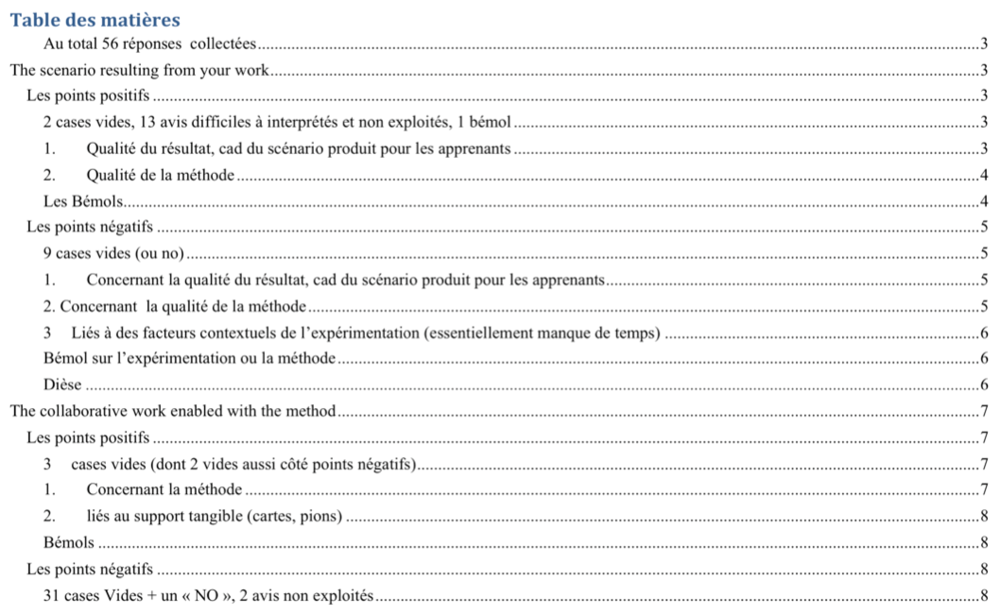 Table des matières
Au total 56 réponses  collectées 3
The scenario resulting from your work 3
Les points positifs 3
2 cases vides, 13 avis difficiles à interprétés et non exploités, 1 bémol 3
1. Qualité du résultat, cad du scénario produit pour les apprenants 3
2. Qualité de la méthode 4
Les Bémols 4
Les points négatifs 5
9 cases vides (ou no) 5
1. Concernant la qualité du résultat, cad du scénario produit pour les apprenants 5
2. Concernant  la qualité de la méthode 5
3 Liés à des facteurs contextuels de l’expérimentation (essentiellement manque de temps) 6
Bémol sur l’expérimentation ou la méthode 6
Dièse 6
The collaborative work enabled with the method 7
Les points positifs 7
3 cases vides (dont 2 vides aussi côté points négatifs) 7
1. Concernant la méthode 7
2. liés au support tangible (cartes, pions) 8
Bémols 8
Les points négatifs 8
31 cases Vides + un « NO », 2 avis non exploités 8